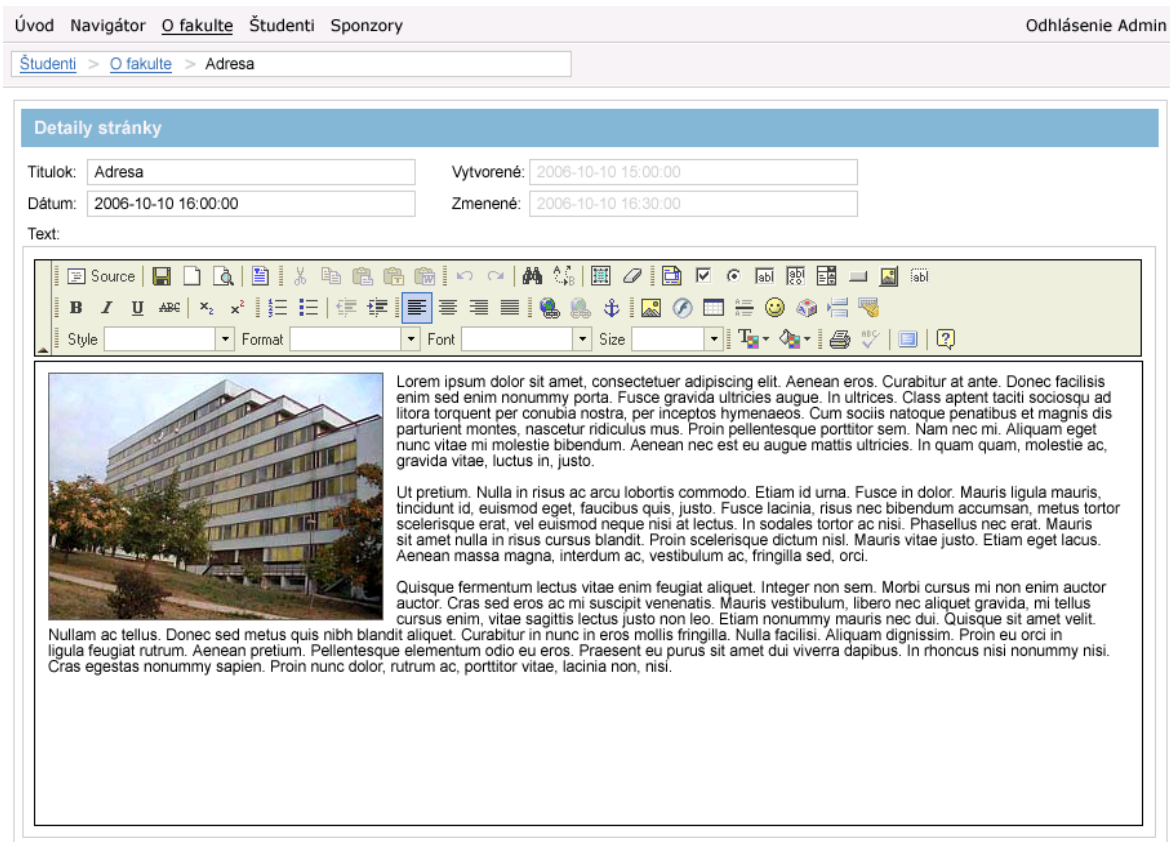 Úvod Navigátor O fakulte Študenti Sponzory Odhlásenie Admin
Študenti > O fakulte > Adresa
Detaily stránky
Titulok: Adresa Vytvorené: 2006-10-10 15:00:00
Dátum: 2006-10-10 16:00:00 Zmenené: 2006-10-10 16:30:00
Text:
Source
B I U ABC x₂ x²
Style Format Font Size
Lorem ipsum dolor sit amet, consectetuer adipiscing elit. Aenean eros. Curabitur at ante. Donec facilisis
enim sed enim nonummy porta. Fusce gravida ultricies augue. In ultrices. Class aptent taciti sociosqu ad
litora torquent per conubia nostra, per inceptos hymenaeos. Cum sociis natoque penatibus et magnis dis
parturient montes, nascetur ridiculus mus. Proin pellentesque porttitor sem. Nam nec mi. Aliquam eget
nunc vitae mi molestie bibendum. Aenean nec est eu augue mattis ultricies. In quam quam, molestie ac,
gravida vitae, luctus in, justo.
Ut pretium. Nulla in risus ac arcu lobortis commodo. Etiam id urna. Fusce in dolor. Mauris ligula mauris,
tincidunt id, euismod eget, faucibus quis, justo. Fusce lacinia, risus nec bibendum accumsan, metus tortor
scelerisque erat, vel euismod neque nisi at lectus. In sodales tortor ac nisi. Phasellus nec erat. Mauris
sit amet nulla in risus cursus blandit. Proin scelerisque dictum nisl. Mauris vitae justo. Etiam eget lacus.
Aenean massa magna, interdum ac, vestibulum ac, fringilla sed, orci.
Quisque fermentum lectus vitae enim feugiat aliquet. Integer non sem. Morbi cursus mi non enim auctor
auctor. Cras sed eros ac mi suscipit venenatis. Mauris vestibulum, libero nec aliquet gravida, mi tellus
cursus enim, vitae sagittis lectus justo non leo. Etiam nonummy mauris nec dui. Quisque sit amet velit.
Nullam ac tellus. Donec sed metus quis nibh blandit aliquet. Curabitur in nunc in eros mollis fringilla. Nulla facilisi. Aliquam dignissim. Proin eu orci in
ligula feugiat rutrum. Aenean pretium. Pellentesque elementum odio eu eros. Praesent eu purus sit amet dui viverra dapibus. In rhoncus nisi nonummy nisi.
Cras egestas nonummy sapien. Proin nunc dolor, rutrum ac, porttitor vitae, lacinia non, nisi.